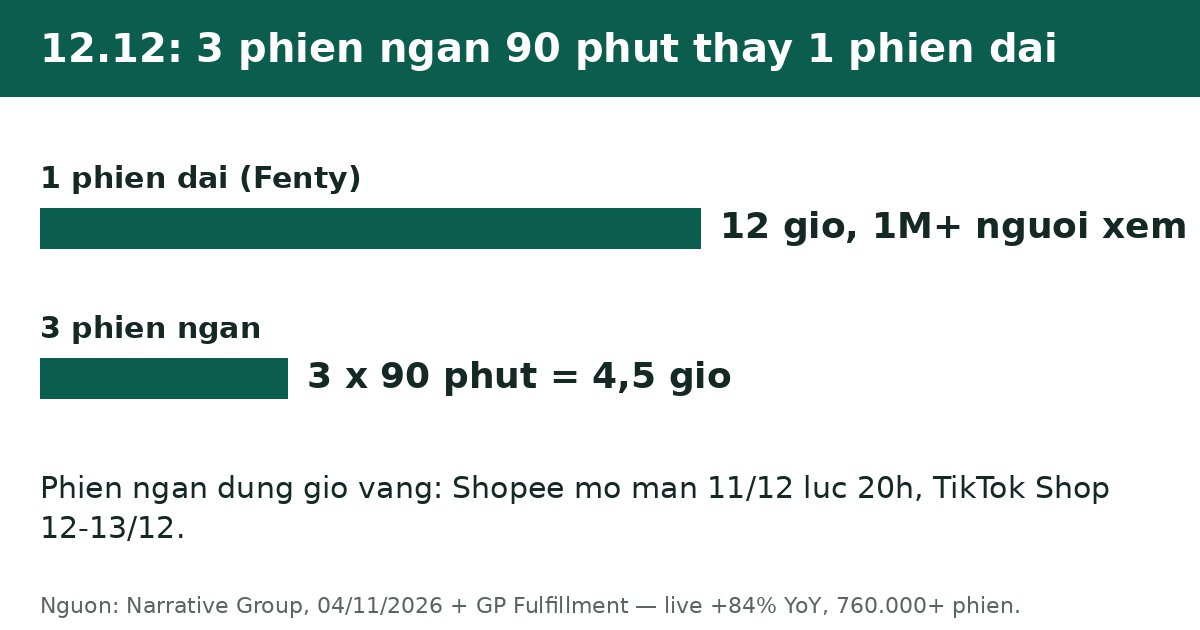 12.12: 3 phien ngan 90 phut thay 1 phien dai
1 phien dai (Fenty)
12 gio, 1M+ nguoi xem
3 phien ngan
3 x 90 phut = 4,5 gio
Phien ngan dung gio vang: Shopee mo man 11/12 luc 20h, TikTok Shop
12-13/12.
Nguon: Narrative Group, 04/11/2026 + GP Fulfillment — live +84% YoY, 760.000+ phien.